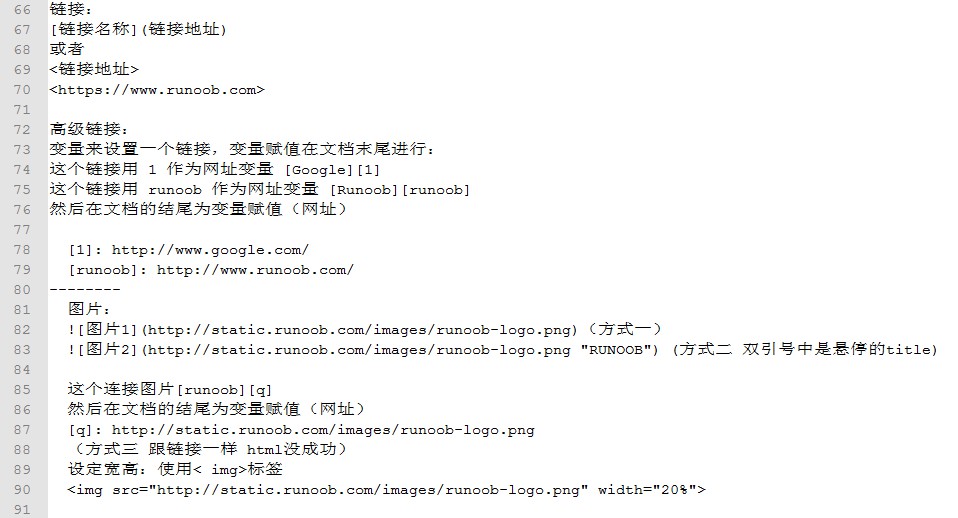 66 链接：
67 [链接名称](链接地址)
68 或者
69 <链接地址>
70 <https://www.runoob.com>
71
72 高级链接：
73 变量来设置一个链接，变量赋值在文档末尾进行：
74 这个链接用 1 作为网址变量 [Google][1]
75 这个链接用 runoob 作为网址变量 [Runoob][runoob]
76 然后在文档的结尾为变量赋值（网址）
77
78 [1]: http://www.google.com/
79 [runoob]: http://www.runoob.com/
80 --------
81 图片：
82 ![图片1](http://static.runoob.com/images/runoob-logo.png)（方式一）
83 ![图片2](http://static.runoob.com/images/runoob-logo.png "RUNOOB") (方式二 双引号中是悬停的title)
84
85 这个连接图片[runoob][q]
86 然后在文档的结尾为变量赋值（网址）
87 [q]: http://static.runoob.com/images/runoob-logo.png
88 （方式三 跟链接一样 html没成功）
89 设定宽高：使用< img>标签
90 <img src="http://static.runoob.com/images/runoob-logo.png" width="20%">
91